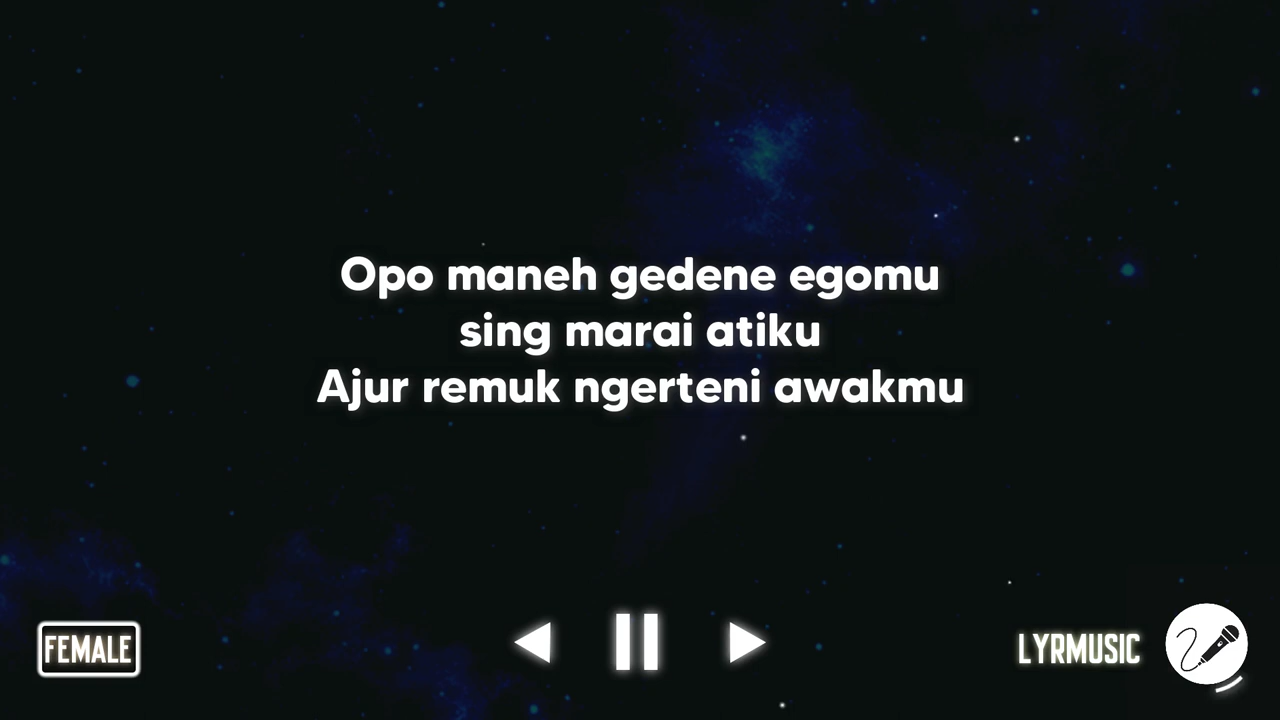 Opo maneh gedene egomu
sing marai atiku
Ajur remuk ngerteni awakmu
FEMALE
LYRMUSIC